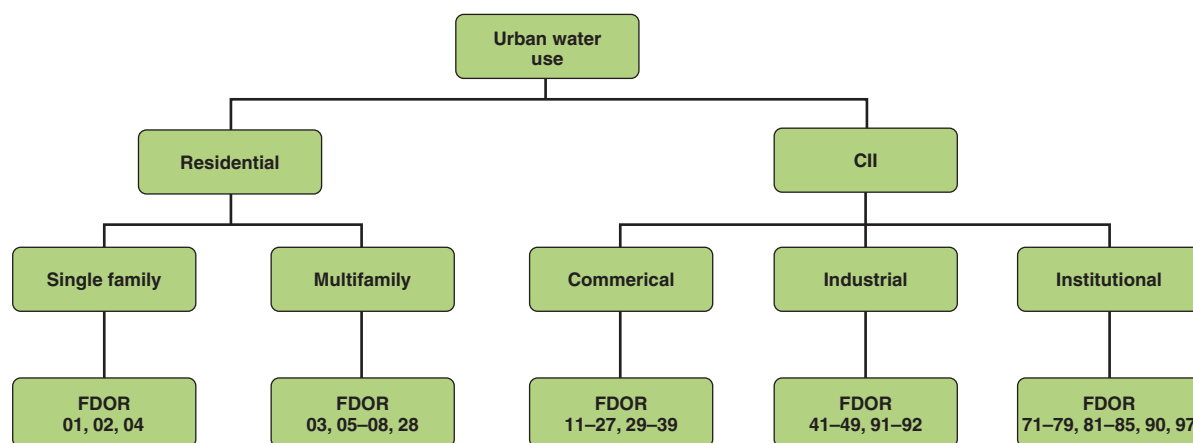 Urban water
use
Residential
CII
Single family
Multifamily
Commerical
Industrial
Institutional
FDOR
01, 02, 04
FDOR
03, 05–08, 28
FDOR
11–27, 29–39
FDOR
41–49, 91–92
FDOR
71–79, 81–85, 90, 97